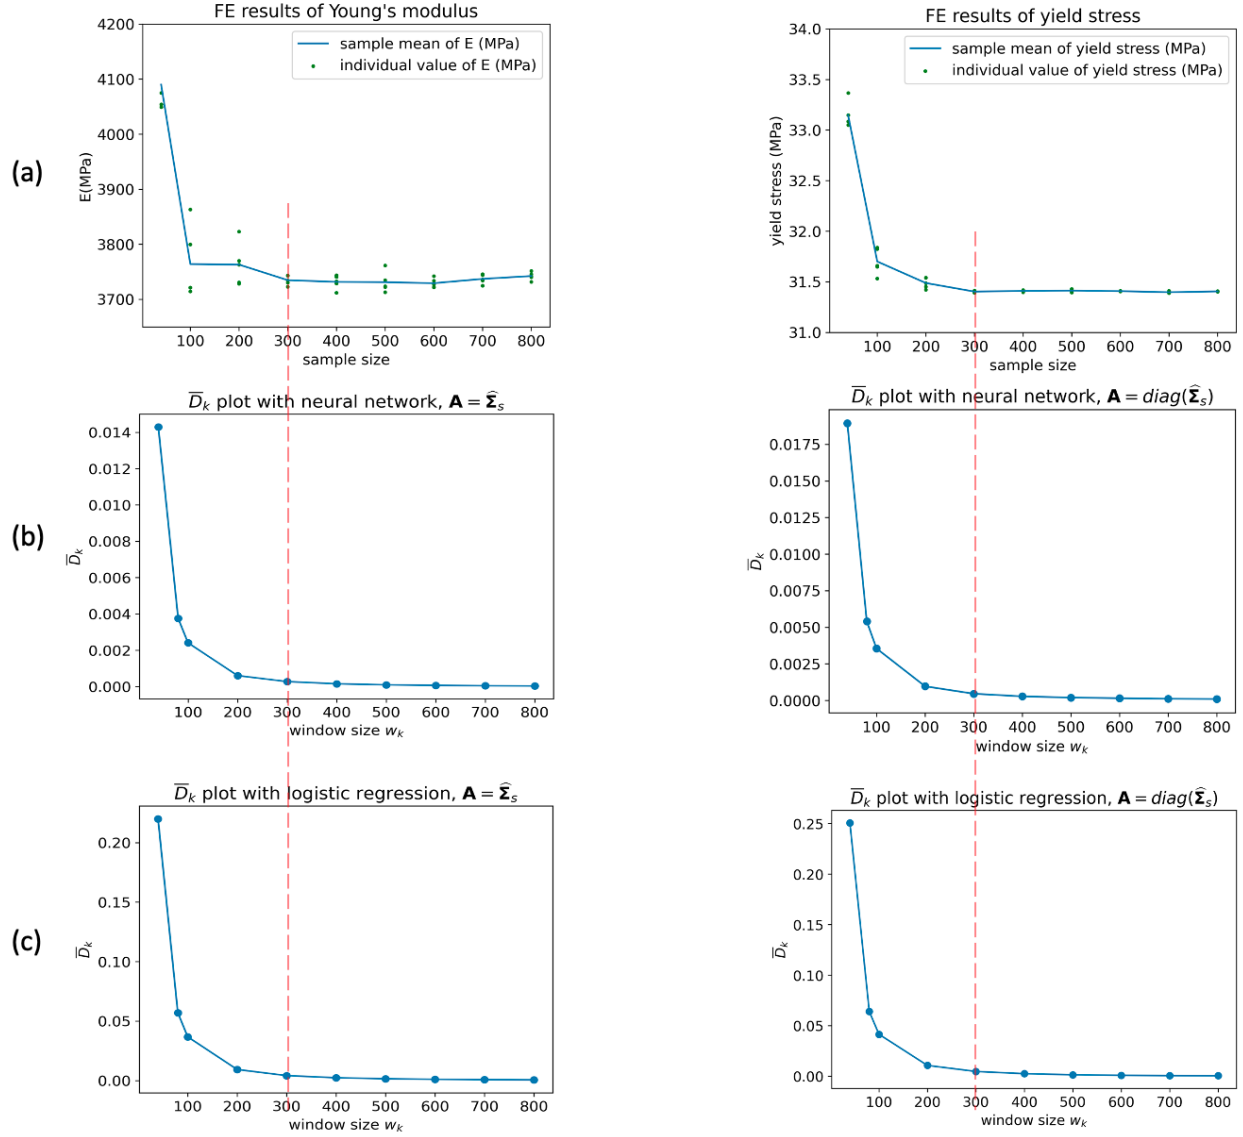 (a)
FE results of Young's modulus
4200
4100
4000
3900
3800
3700
E(MPa)
sample mean of E (MPa)
individual value of E (MPa)
100 200 300 400 500 600 700 800
sample size
FE results of yield stress
34.0
33.5
33.0
32.5
32.0
31.5
31.0
yield stress (MPa)
sample mean of yield stress (MPa)
individual value of yield stress (MPa)
100 200 300 400 500 600 700 800
sample size
(b)
D̅ₖ plot with neural network, A = Σ̂ₛ
0.014
0.012
0.010
0.008
0.006
0.004
0.002
0.000
D̅ₖ
100 200 300 400 500 600 700 800
window size wₖ
D̅ₖ plot with neural network, A = diag(Σ̂ₛ)
0.0175
0.0150
0.0125
0.0100
0.0075
0.0050
0.0025
0.0000
D̅ₖ
100 200 300 400 500 600 700 800
window size wₖ
(c)
D̅ₖ plot with logistic regression, A = Σ̂ₛ
0.20
0.15
0.10
0.05
0.00
D̅ₖ
100 200 300 400 500 600 700 800
window size wₖ
D̅ₖ plot with logistic regression, A = diag(Σ̂ₛ)
0.25
0.20
0.15
0.10
0.05
0.00
D̅ₖ
100 200 300 400 500 600 700 800
window size wₖ